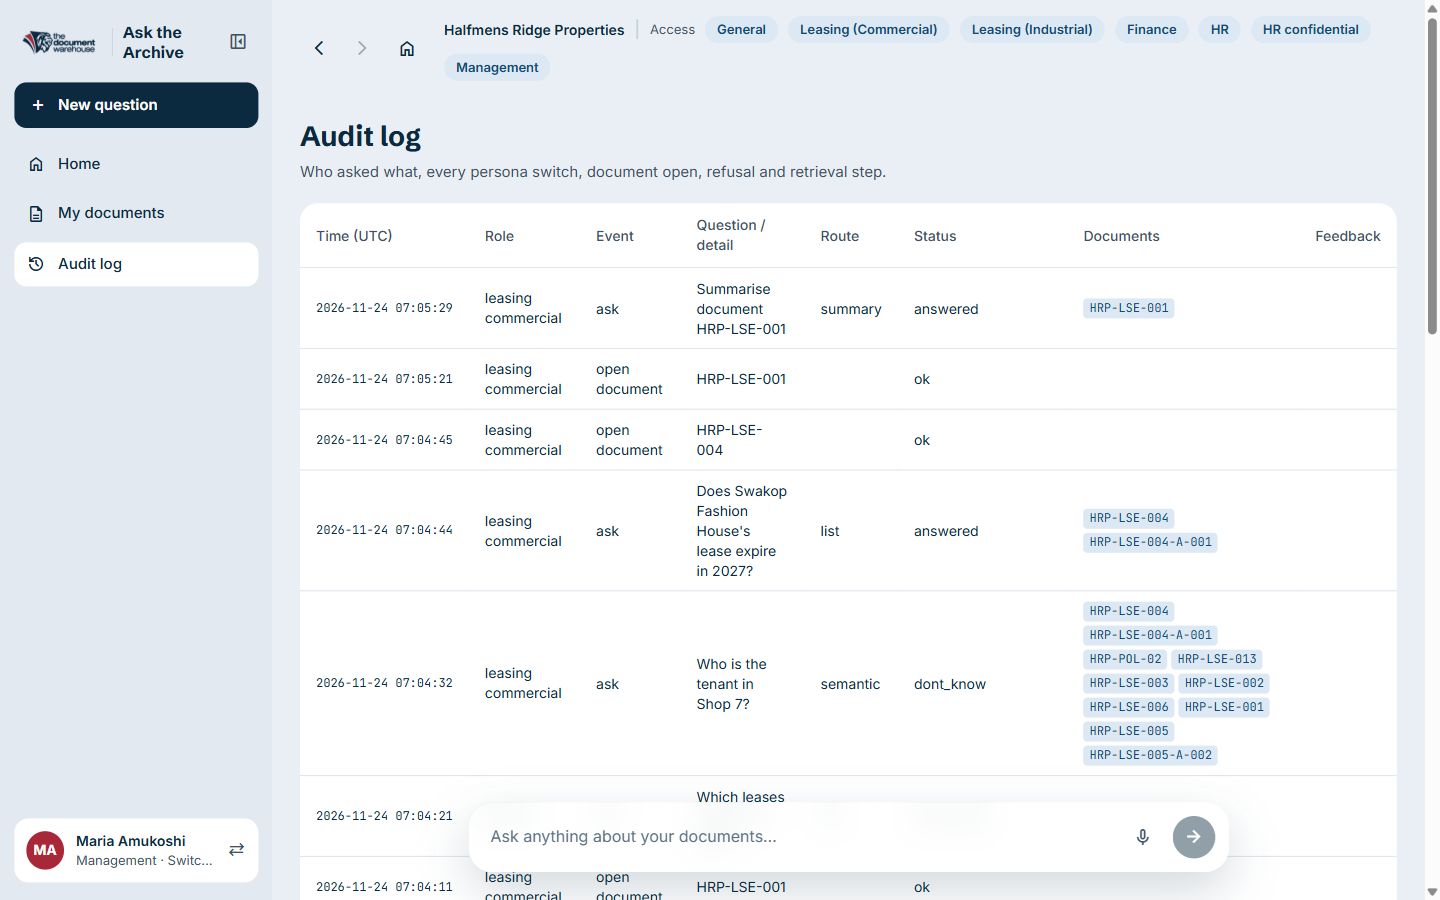 the document warehouse
Ask the Archive
New question
Home
My documents
Audit log
Maria Amukoshi
Management · Switc...
MA
Halfmens Ridge Properties
Access
General
Leasing (Commercial)
Leasing (Industrial)
Finance
HR
HR confidential
Management
Audit log
Who asked what, every persona switch, document open, refusal and retrieval step.
Time (UTC) Role Event Question / detail Route Status Documents Feedback
2026-11-24 07:05:29 leasing commercial ask Summarise document HRP-LSE-001 summary answered HRP-LSE-001
2026-11-24 07:05:21 leasing commercial open document HRP-LSE-001 ok
2026-11-24 07:04:45 leasing commercial open document HRP-LSE-004 ok
2026-11-24 07:04:44 leasing commercial ask Does Swakop Fashion House's lease expire in 2027? list answered HRP-LSE-004 HRP-LSE-004-A-001
2026-11-24 07:04:32 leasing commercial ask Who is the tenant in Shop 7? semantic dont_know HRP-LSE-004 HRP-LSE-004-A-001 HRP-POL-02 HRP-LSE-013 HRP-LSE-003 HRP-LSE-002 HRP-LSE-006 HRP-LSE-001 HRP-LSE-005 HRP-LSE-005-A-002
2026-11-24 07:04:21 Which leases
Ask anything about your documents...
2026-11-24 07:04:11 leasing commercial open document HRP-LSE-001 ok